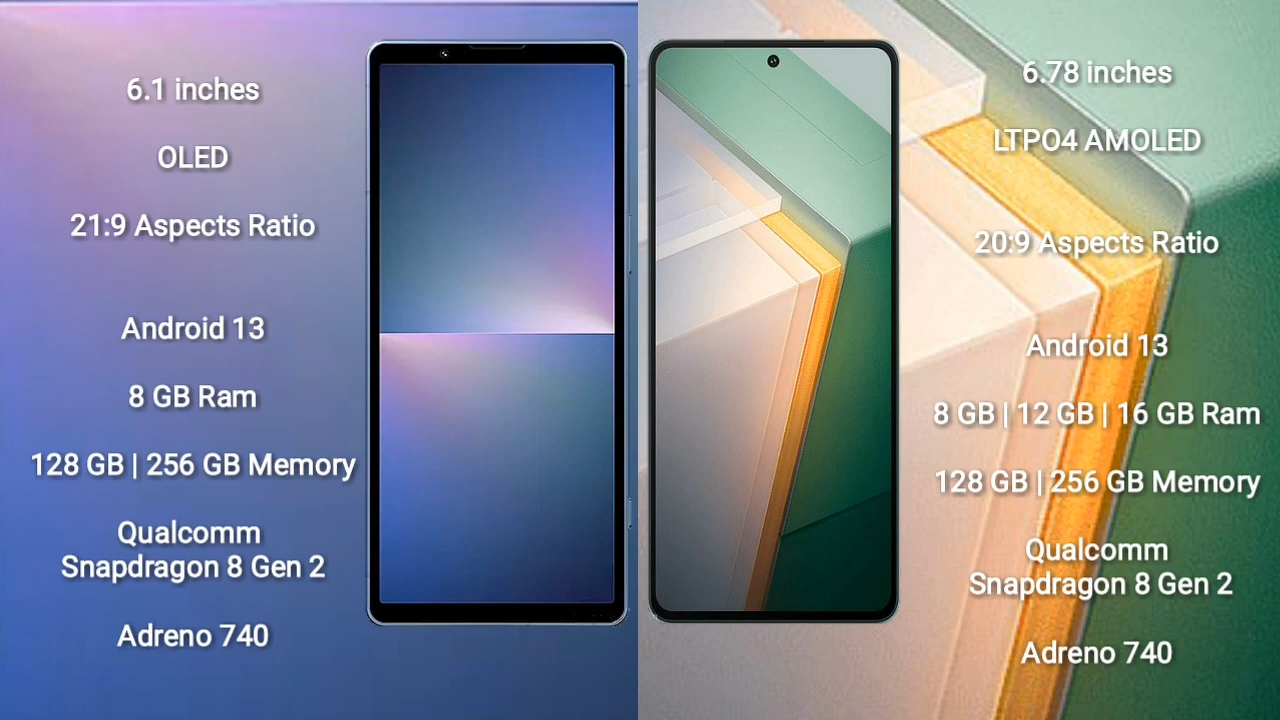 6.1 inches
OLED
21:9 Aspects Ratio
Android 13
8 GB Ram
128 GB | 256 GB Memory
Qualcomm
Snapdragon 8 Gen 2
Adreno 740
6.78 inches
LTPO4 AMOLED
20:9 Aspects Ratio
Android 13
8 GB | 12 GB | 16 GB Ram
128 GB | 256 GB Memory
Qualcomm
Snapdragon 8 Gen 2
Adreno 740